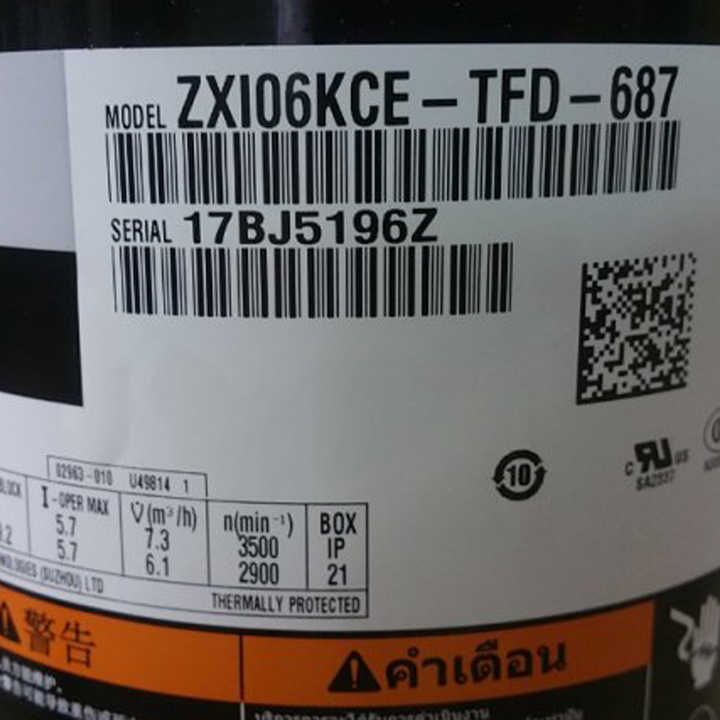 MODEL ZXI06KCE-TFD-687
SERIAL 17BJ5196Z
02963-010 U49814 1
BLOCK I-OPER MAX V̇(m³/h) n(min⁻¹) BOX
5.7 7.3 3500 IP
5.7 6.1 2900 21
(SUZHOU) LTD
THERMALLY PROTECTED
10
c US
SA2337
警告
คำเตือน